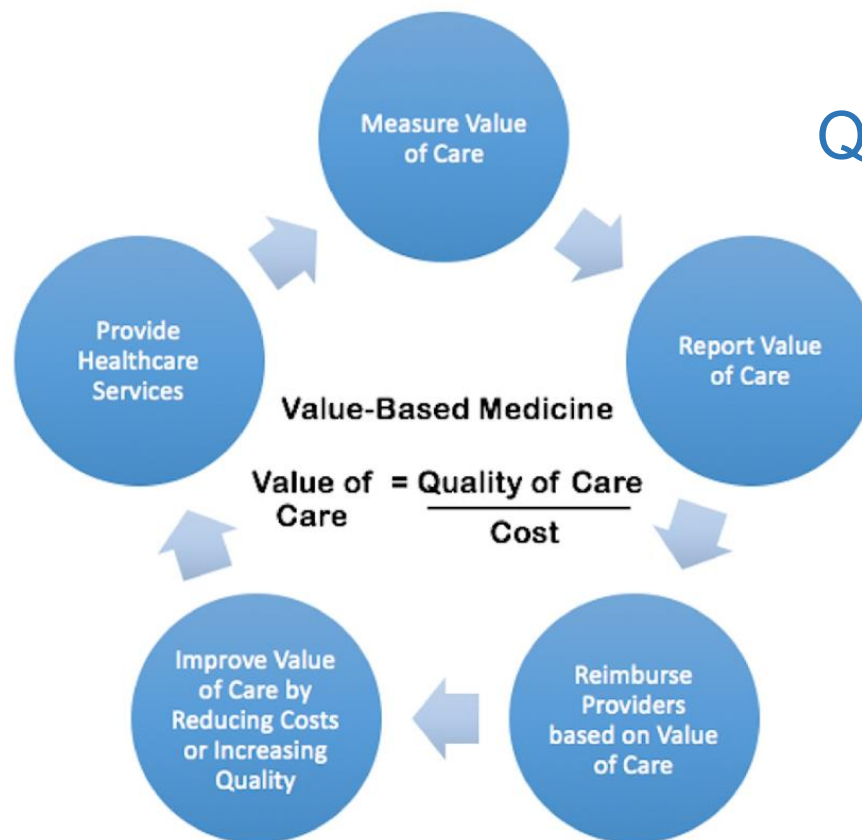 Measure Value
of Care
Q
Report Value
of Care
Reimburse
Providers
based on Value
of Care
Improve Value
of Care by
Reducing Costs
or Increasing
Quality
Provide
Healthcare
Services
Value-Based Medicine
Value of = Quality of Care
Care
Cost